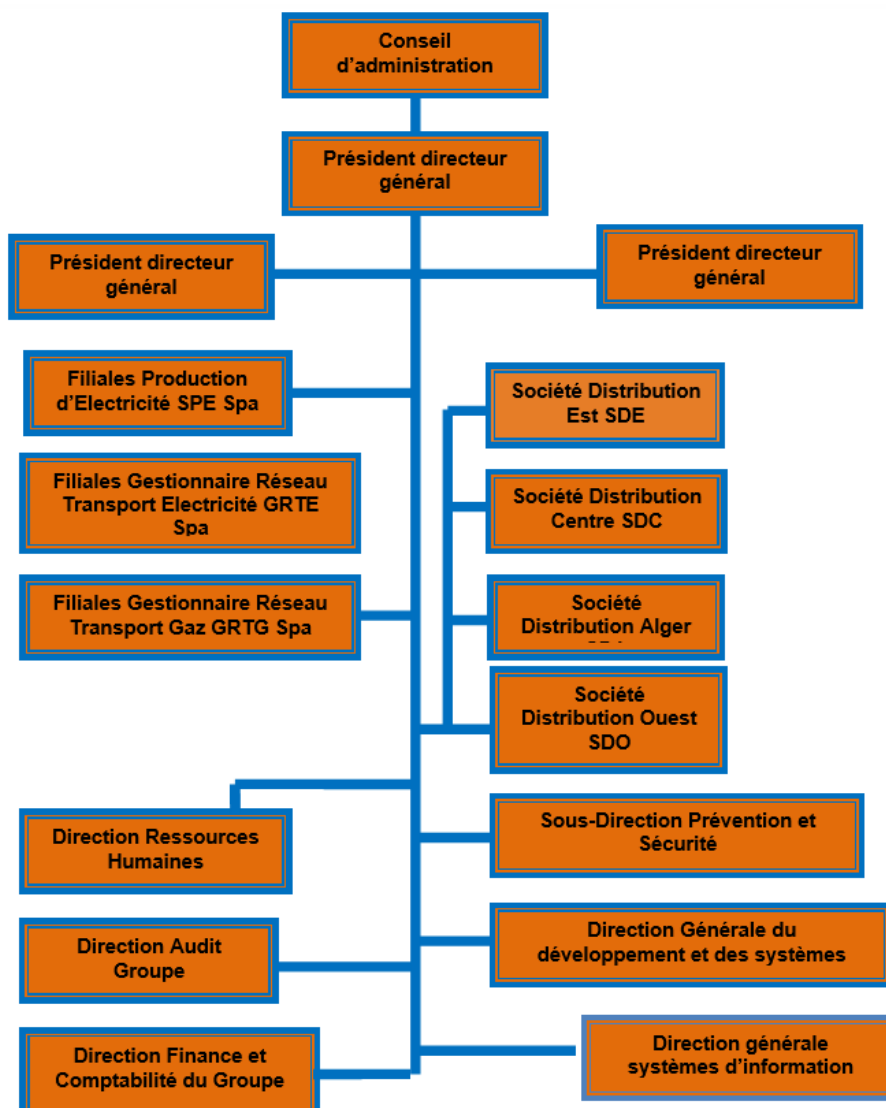 Conseil
d'administration
Président directeur
général
Président directeur
général
Président directeur
général
Filiales Production
d'Electricité SPE Spa
Société Distribution
Est SDE
Filiales Gestionnaire Réseau
Transport Electricité GRTE
Spa
Société Distribution
Centre SDC
Filiales Gestionnaire Réseau
Transport Gaz GRTG Spa
Société
Distribution Alger
Société
Distribution Ouest
SDO
Direction Ressources
Humaines
Sous-Direction Prévention et
Sécurité
Direction Audit
Groupe
Direction Générale du
développement et des systèmes
Direction Finance et
Comptabilité du Groupe
Direction générale
systèmes d'information